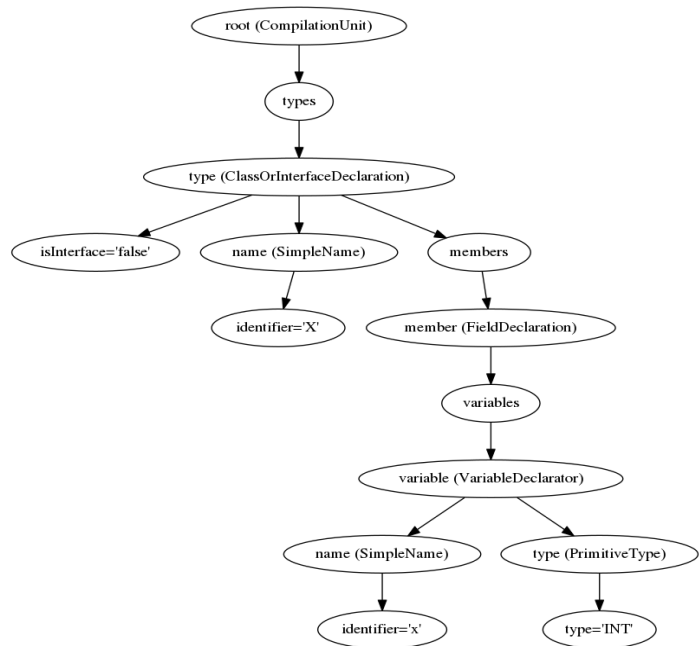 root (CompilationUnit)
types
type (ClassOrInterfaceDeclaration)
isInterface='false'
name (SimpleName)
members
identifier='X'
member (FieldDeclaration)
variables
variable (VariableDeclarator)
name (SimpleName)
type (PrimitiveType)
identifier='x'
type='INT'